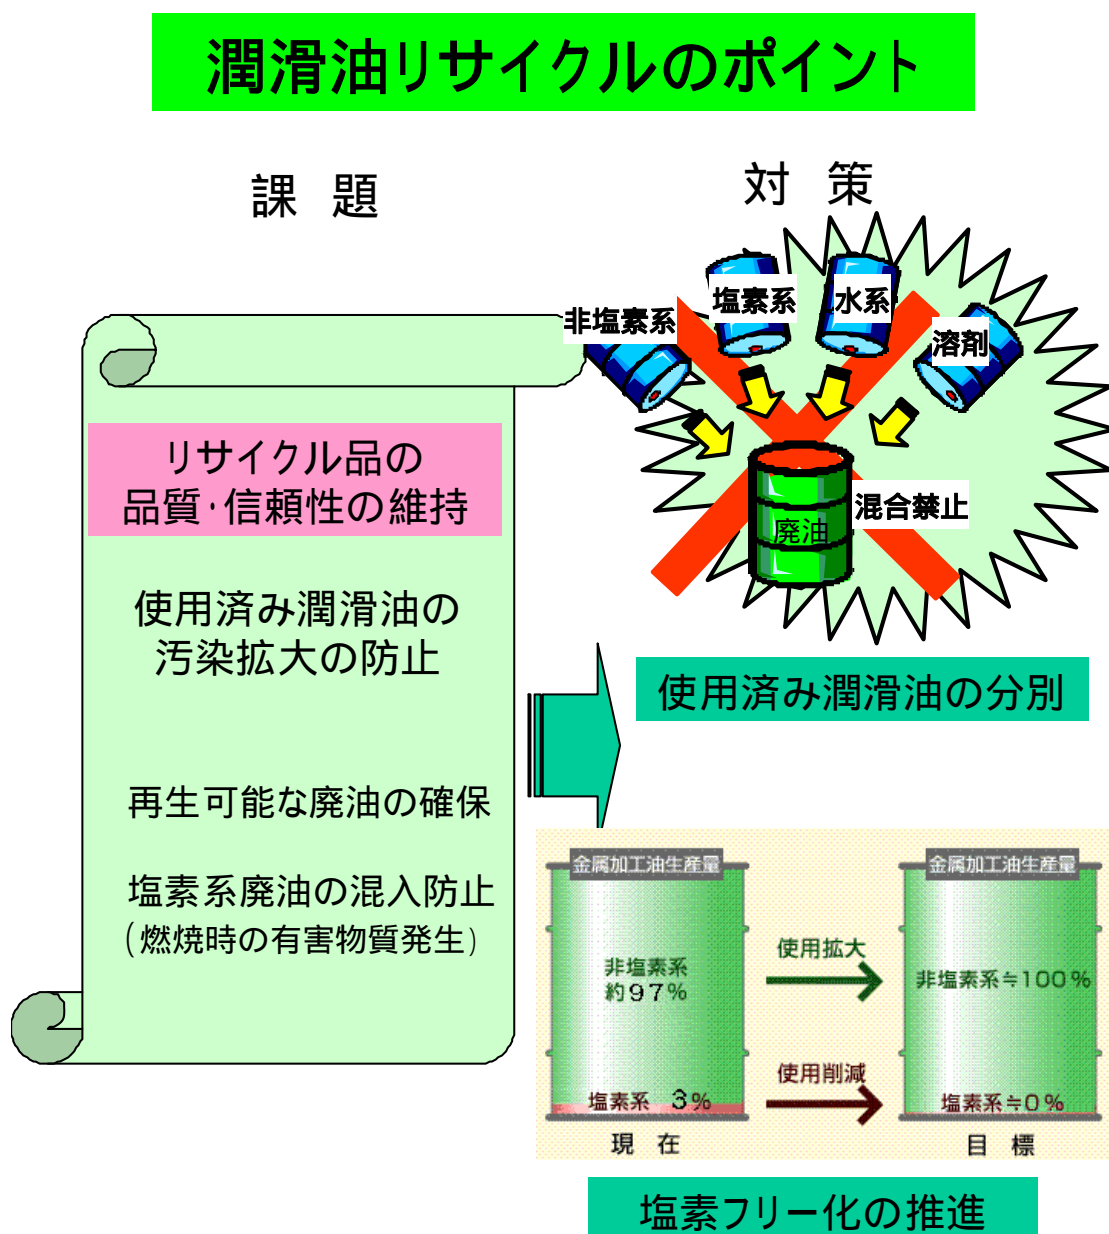 潤滑油リサイクルのポイント
課 題
リサイクル品の
品質・信頼性の維持
使用済み潤滑油の
汚染拡大の防止
再生可能な廃油の確保
塩素系廃油の混入防止
(燃焼時の有害物質発生)
対 策
非塩素系
塩素系
水系
溶剤
廃油
混合禁止
使用済み潤滑油の分別
金属加工油生産量
非塩素系
約97%
塩素系 3%
現 在
使用拡大
使用削減
金属加工油生産量
非塩素系≒100%
塩素系≒0%
目 標
塩素フリー化の推進